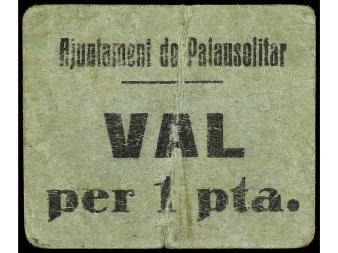 Ajuntament de Palausolitar
VAL
per 1 pta.